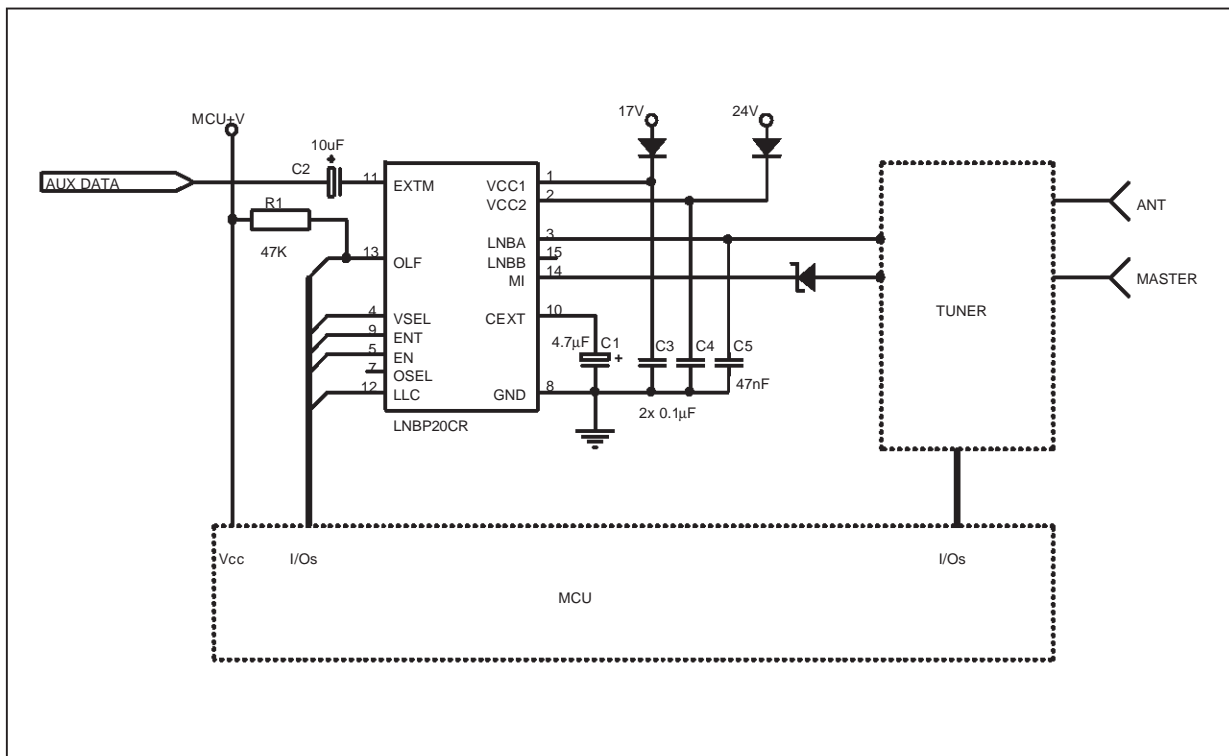 MCU+V
17V
24V
10uF
+
C2
AUX DATA
11
EXTM
R1
47K
13
OLF
4
VSEL
9
ENT
5
EN
7
OSEL
12
LLC
VCC1
1
VCC2
2
LNBA
3
LNBB
15
MI
14
CEXT
10
GND
8
LNBP20CR
4.7µF
C1
+
C3
C4
C5
47nF
2x 0.1µF
TUNER
ANT
MASTER
Vcc
I/Os
I/Os
MCU